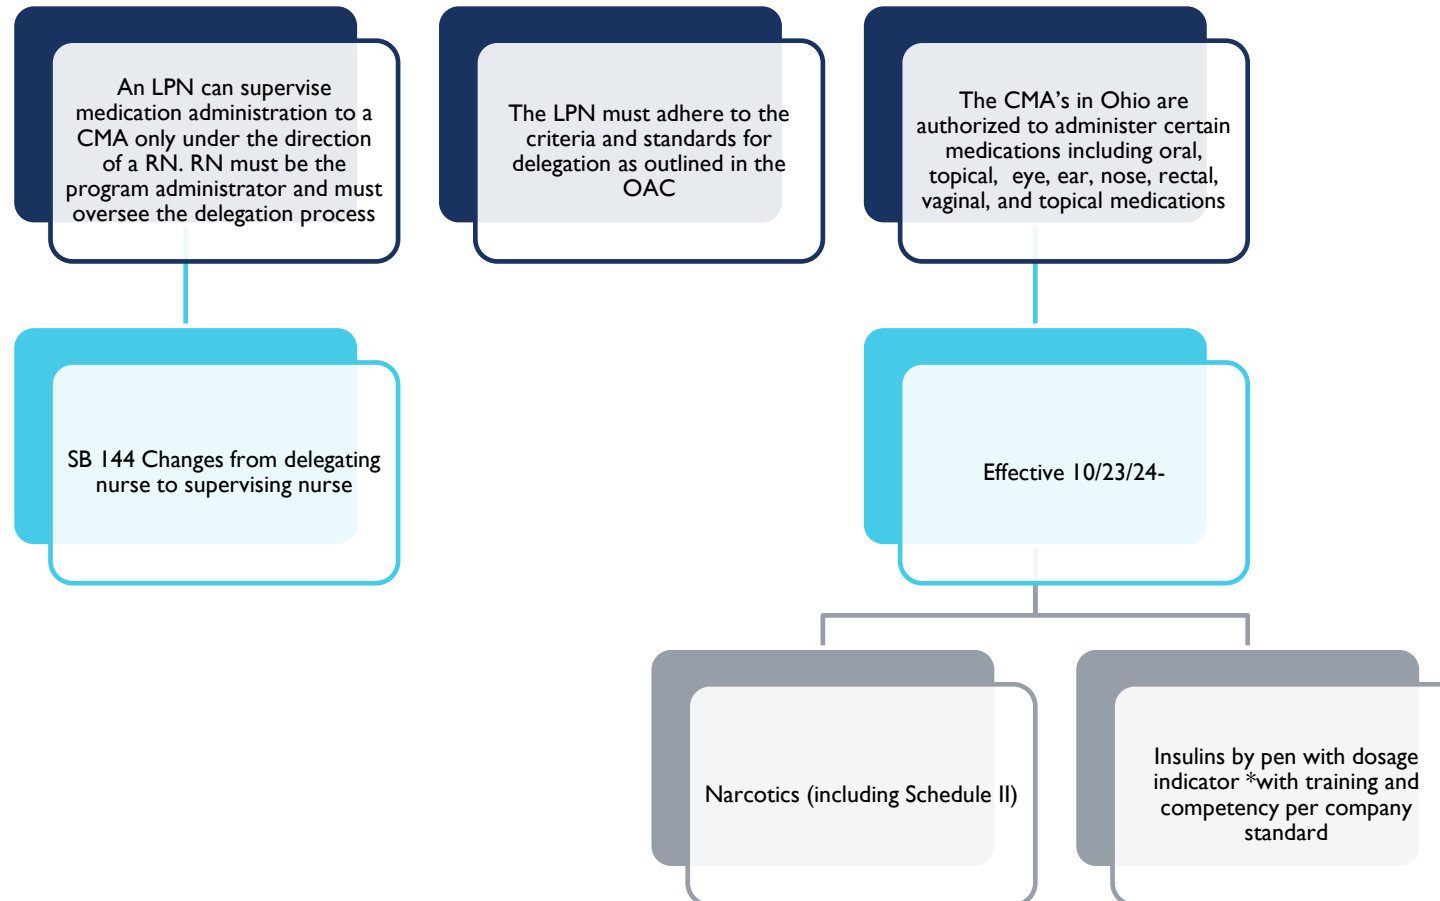 An LPN can supervise
medication administration to a
CMA only under the direction
of a RN. RN must be the
program administrator and must
oversee the delegation process
The LPN must adhere to the
criteria and standards for
delegation as outlined in the
OAC
The CMA's in Ohio are
authorized to administer certain
medications including oral,
topical,  eye, ear, nose, rectal,
vaginal, and topical medications
SB 144 Changes from delegating
nurse to supervising nurse
Effective 10/23/24-
Narcotics (including Schedule II)
Insulins by pen with dosage
indicator *with training and
competency per company
standard